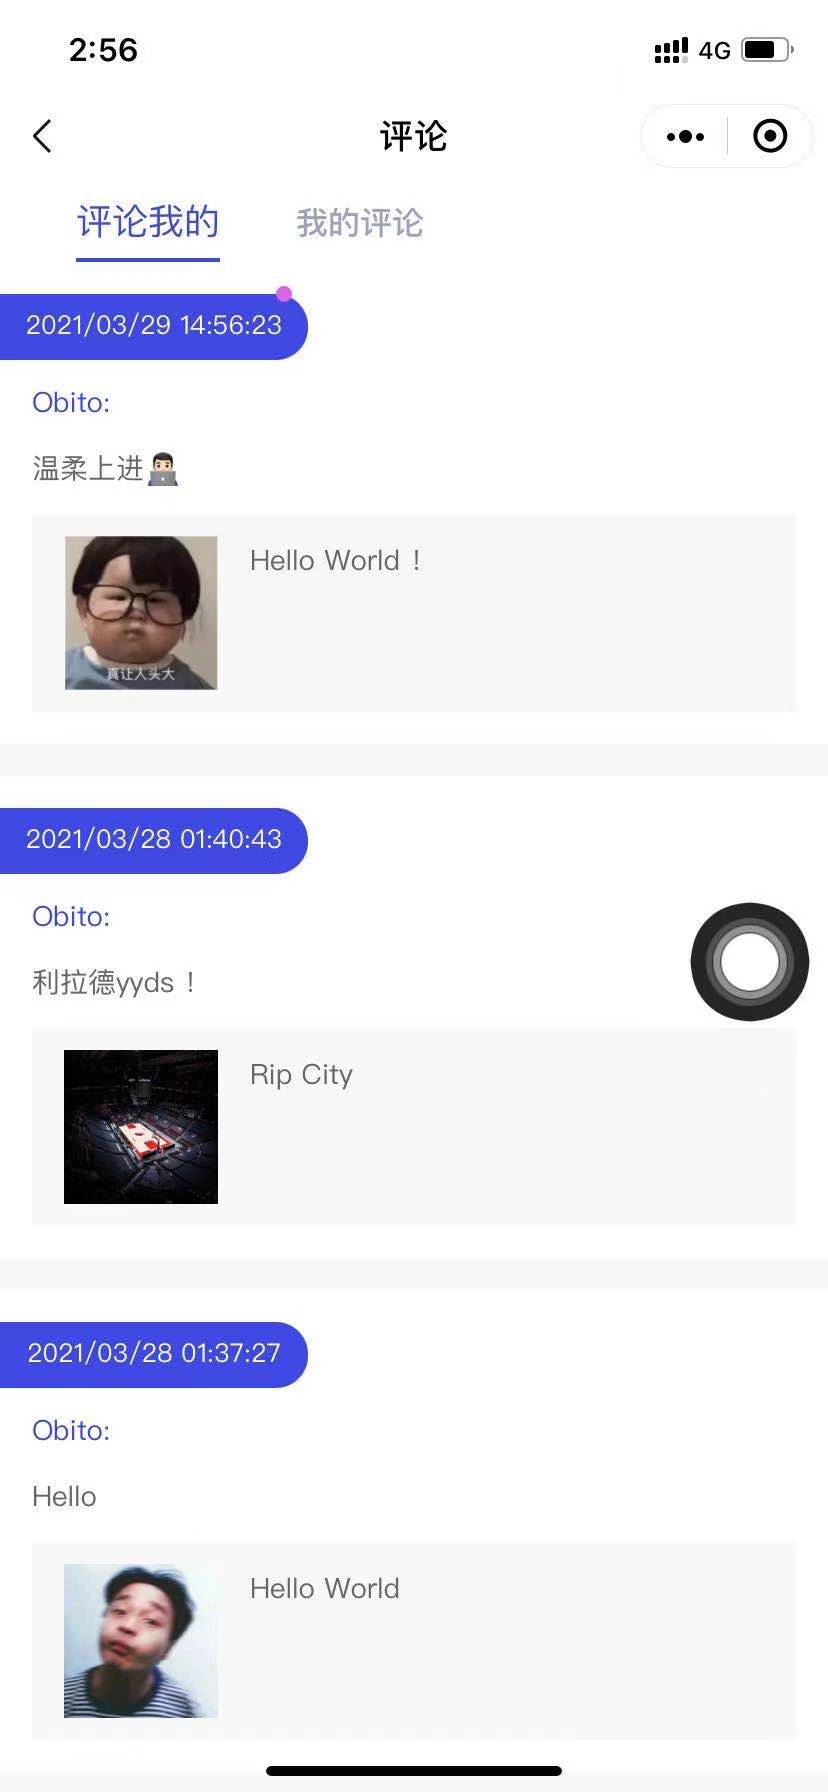 2:56
4G
评论
评论我的
我的评论
2021/03/29 14:56:23
Obito:
温柔上进👨🏻‍💻
Hello World！
真让人头大
2021/03/28 01:40:43
Obito:
利拉德yyds！
Rip City
2021/03/28 01:37:27
Obito:
Hello
Hello World